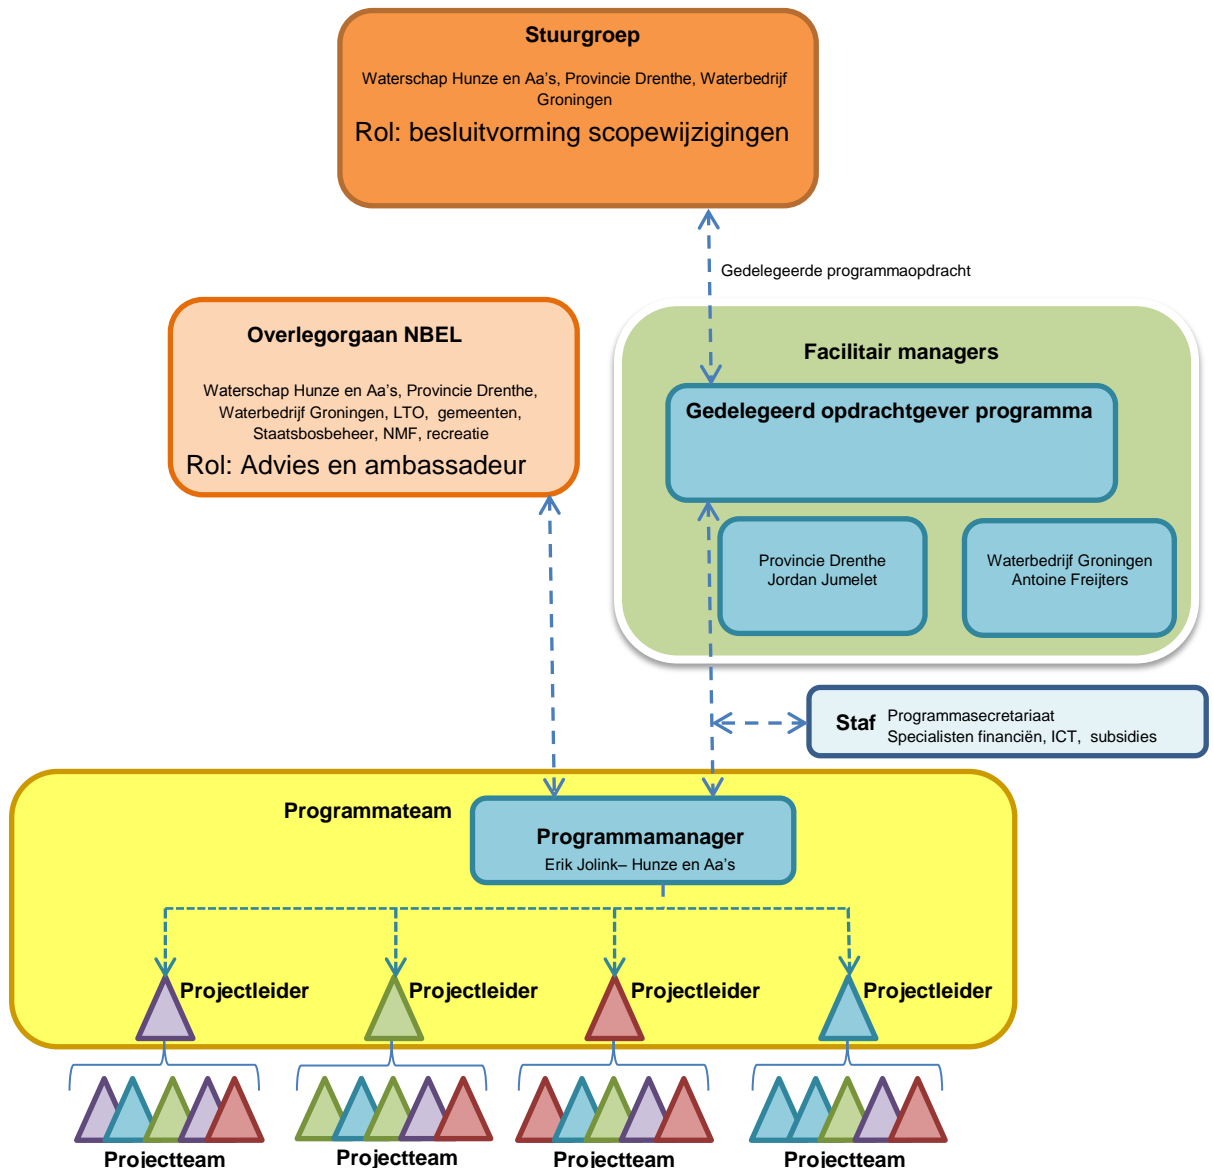 Stuurgroep
Waterschap Hunze en Aa's, Provincie Drenthe, Waterbedrijf
Groningen
Rol: besluitvorming scopewijzigingen
Gedelegeerde programmaopdracht
Overlegorgaan NBEL
Waterschap Hunze en Aa's, Provincie Drenthe,
Waterbedrijf Groningen, LTO, gemeenten,
Staatsbosbeheer, NMF, recreatie
Rol: Advies en ambassadeur
Facilitair managers
Gedelegeerd opdrachtgever programma
Provincie Drenthe
Jordan Jumelet
Waterbedrijf Groningen
Antoine Freijters
Staf
Programmasecretariaat
Specialisten financiën, ICT, subsidies
Programmateam
Programmamanager
Erik Jolink– Hunze en Aa's
Projectleider
Projectleider
Projectleider
Projectleider
Projectteam
Projectteam
Projectteam
Projectteam